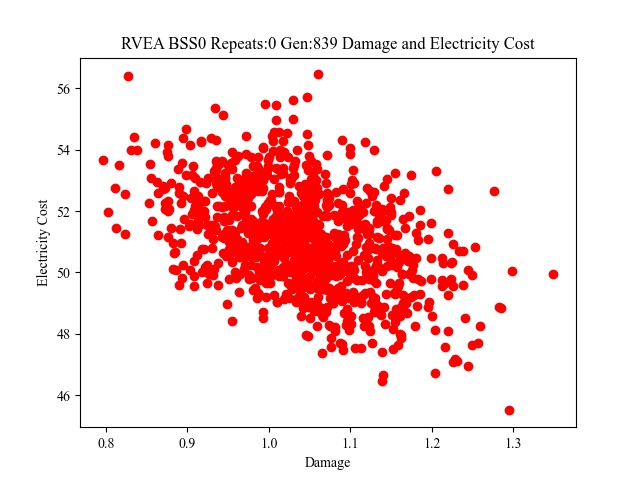 RVEA BSS0 Repeats:0 Gen:839 Damage and Electricity Cost
56
54
52
50
48
46
Electricity Cost
0.8 0.9 1.0 1.1 1.2 1.3
Damage